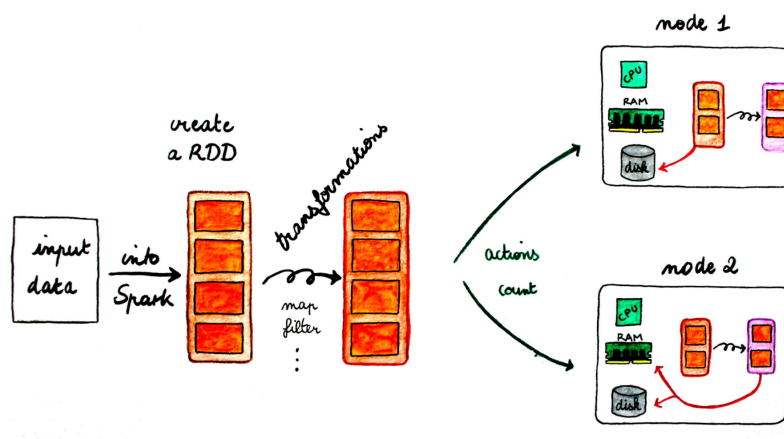 node 1
CPU
RAM
disk
create
a RDD
transformations
input
data
into
Spark
map
filter
actions
count
node 2
CPU
RAM
disk